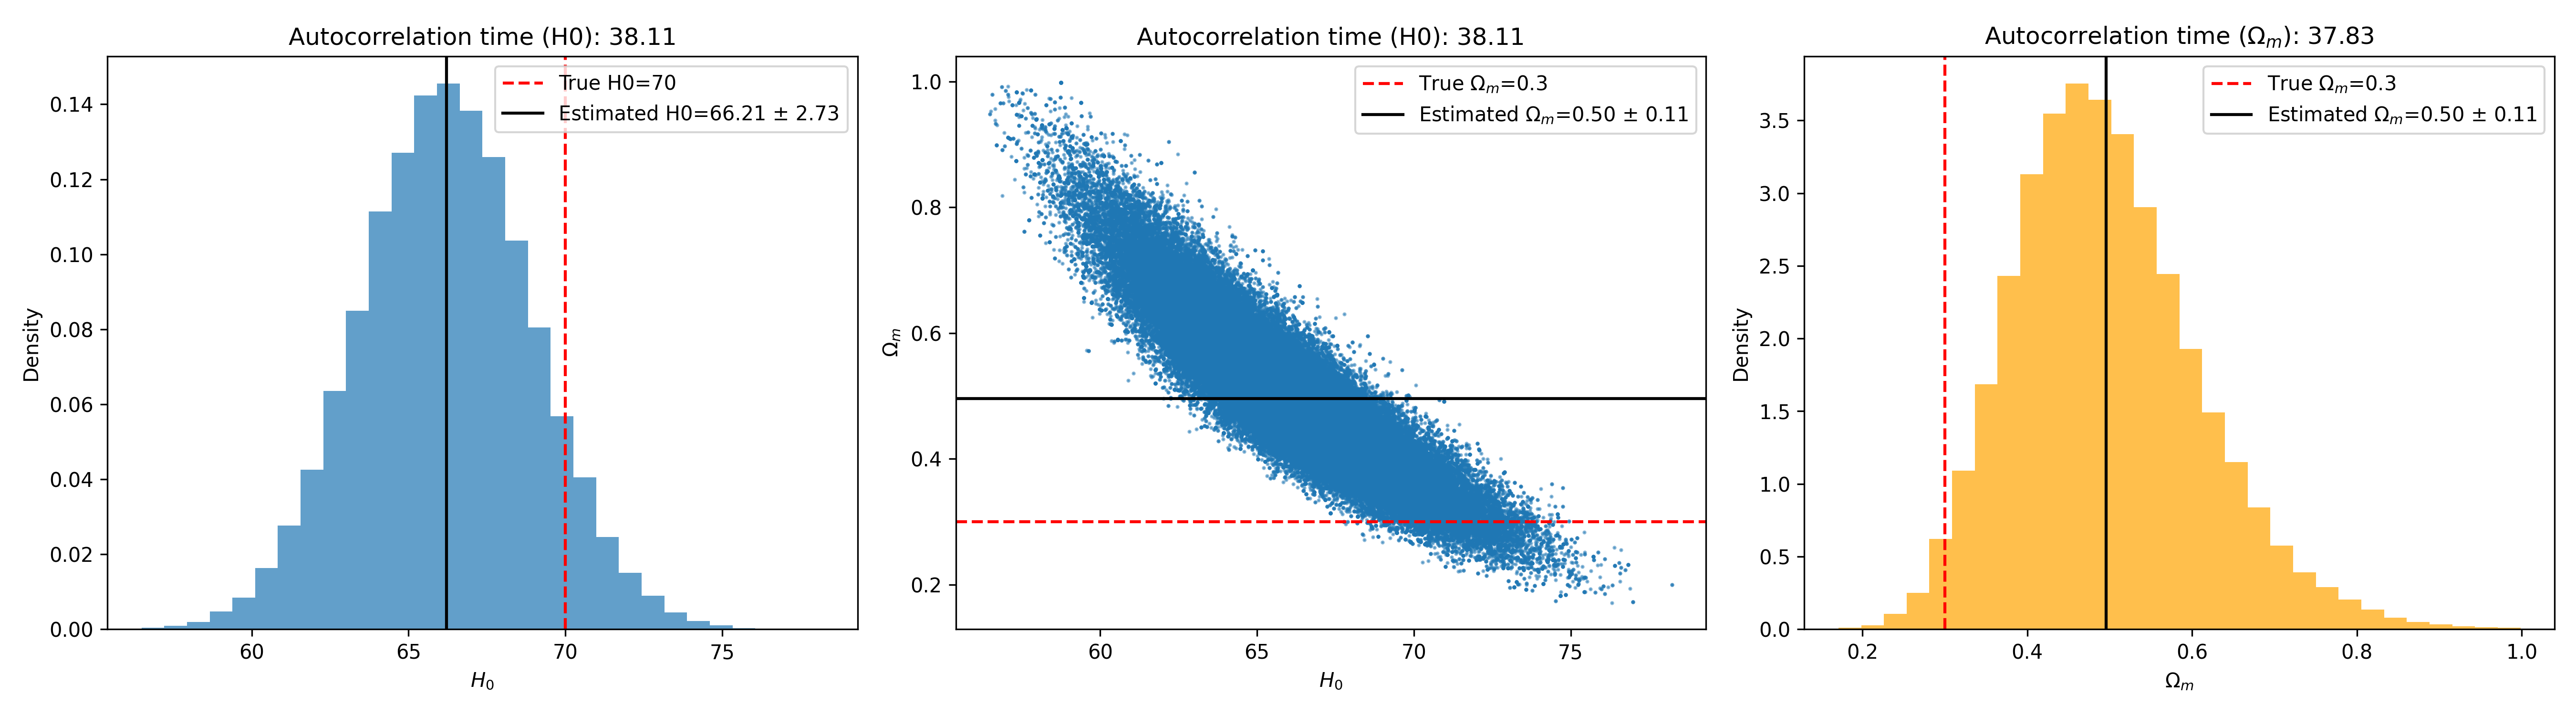 Autocorrelation time (H0): 38.11
True H0=70
Estimated H0=66.21 ± 2.73
Density
0.14
0.12
0.10
0.08
0.06
0.04
0.02
0.00
60
65
70
75
H₀
Autocorrelation time (H0): 38.11
True Ωₘ=0.3
Estimated Ωₘ=0.50 ± 0.11
Ωₘ
1.0
0.8
0.6
0.4
0.2
60
65
70
75
H₀
Autocorrelation time (Ωₘ): 37.83
True Ωₘ=0.3
Estimated Ωₘ=0.50 ± 0.11
Density
3.5
3.0
2.5
2.0
1.5
1.0
0.5
0.0
0.2
0.4
0.6
0.8
1.0
Ωₘ